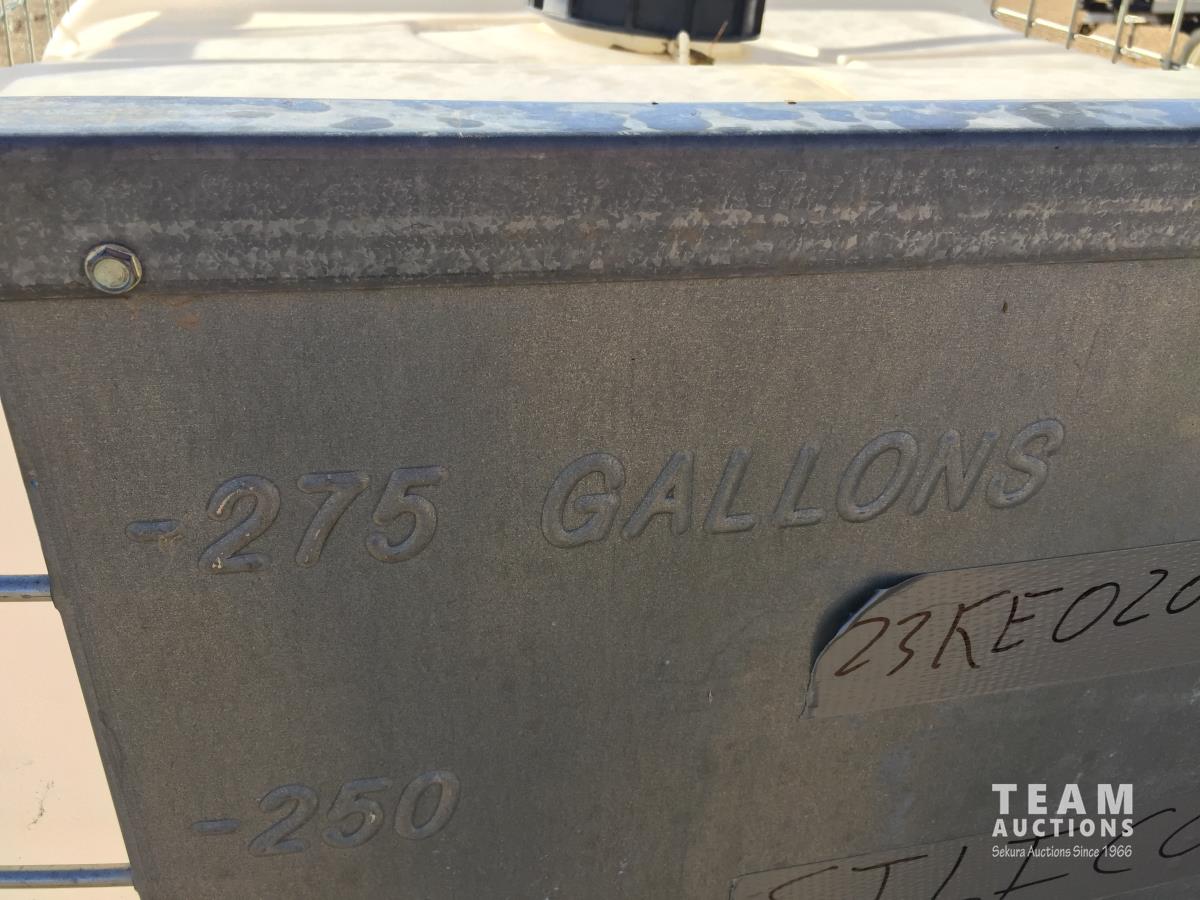 -275 GALLONS
23KE020
-250
TEAM
AUCTIONS
Sekura Auctions Since 1966